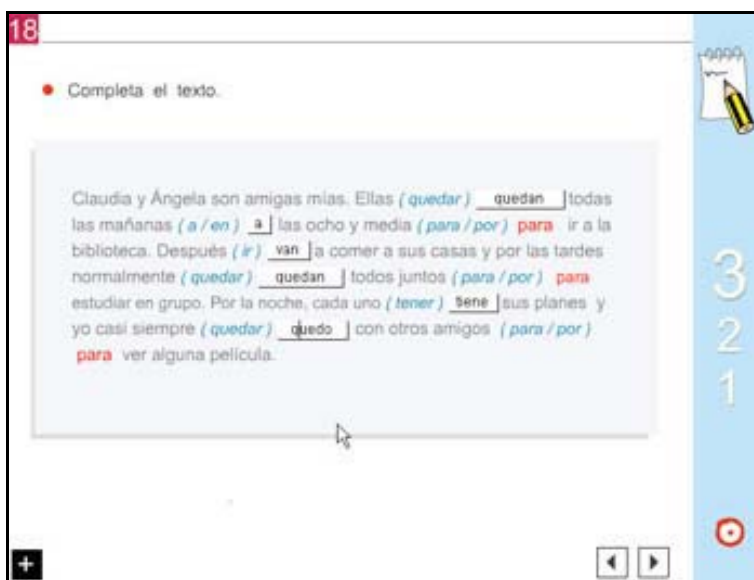 18
Completa el texto.
Claudia y Ángela son amigas mías. Ellas ( quedar ) quedan todas
las mañanas ( a / en ) a las ocho y media ( para / por ) para ir a la
biblioteca. Después ( ir ) van a comer a sus casas y por las tardes
normalmente ( quedar ) quedan todos juntos ( para / por ) para
estudiar en grupo. Por la noche, cada uno ( tener ) tiene sus planes y
yo casi siempre ( quedar ) quedo con otros amigos ( para / por )
para ver alguna película.
3
2
1